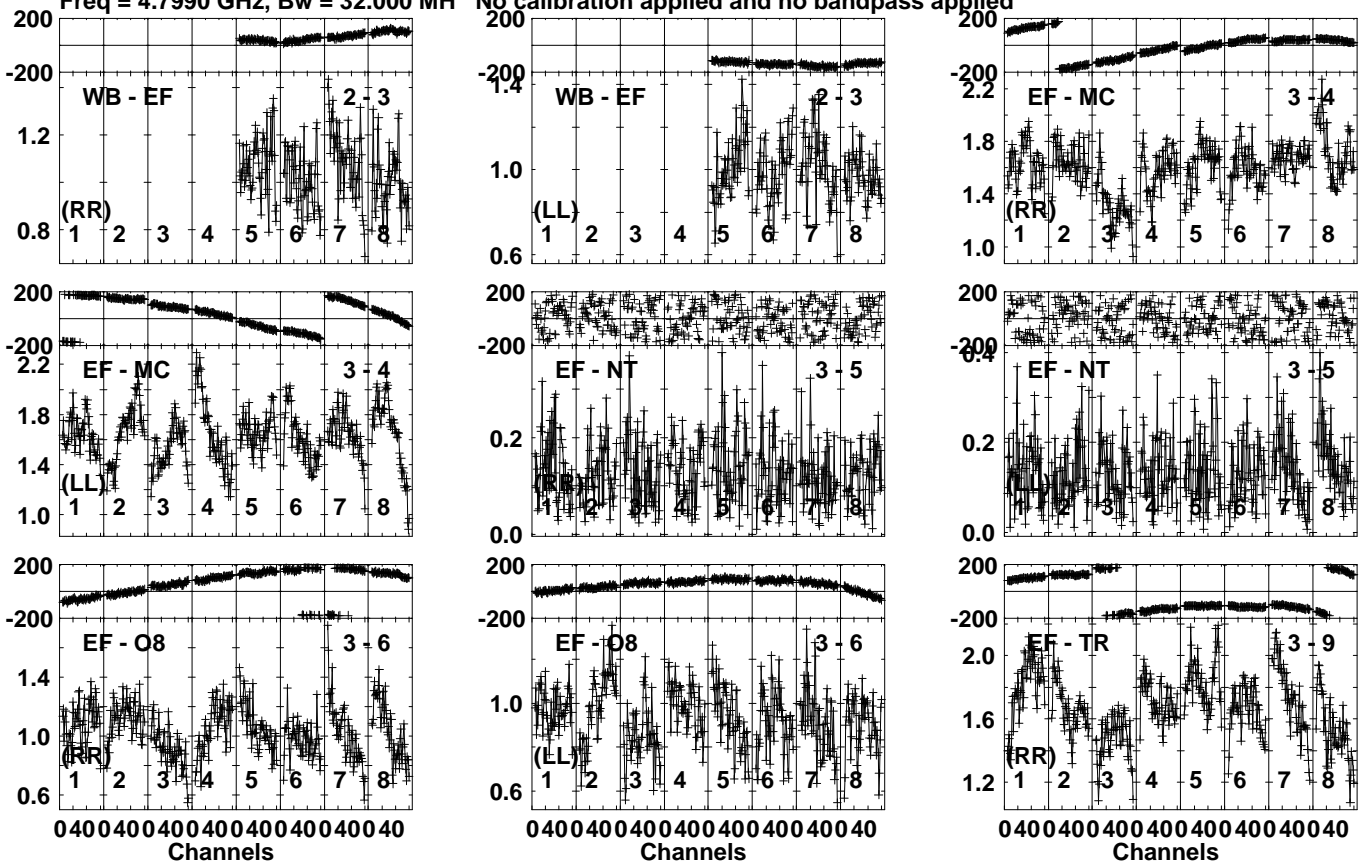 Freq = 4.7990 GHz, Bw = 32.000 MH No calibration applied and no bandpass applied
200 200 200
-200 -200 -200
WB - EF 2 - 3 1.4 WB - EF 2 - 3 2.2 EF - MC 3 - 4
1.2 1.0 1.8
1.4
(RR) (LL) (RR)
0.8 0.6 1.0
1 2 3 4 5 6 7 8 1 2 3 4 5 6 7 8 1 2 3 4 5 6 7 8
200 200 200
-200 -200 -200
2.2 EF - MC 3 - 4 EF - NT 3 - 5 0.4 EF - NT 3 - 5
1.8 0.2 0.2
1.4
(LL) (RR) (LL)
1.0 0.0 0.0
1 2 3 4 5 6 7 8 1 2 3 4 5 6 7 8 1 2 3 4 5 6 7 8
200 200 200
-200 -200 -200
EF - O8 3 - 6 EF - O8 3 - 6 EF - TR 3 - 9
1.4 1.0 2.0
1.0 1.6
(RR) (LL) (RR)
0.6 0.6 1.2
1 2 3 4 5 6 7 8 1 2 3 4 5 6 7 8 1 2 3 4 5 6 7 8
0 40 0 40 0 40 0 40 0 40 0 40 0 40 0 40 0 40 0 40 0 40 0 40 0 40 0 40 0 40 0 40 0 40 0 40 0 40 0 40 0 40 0 40 0 40 0 40
Channels Channels Channels